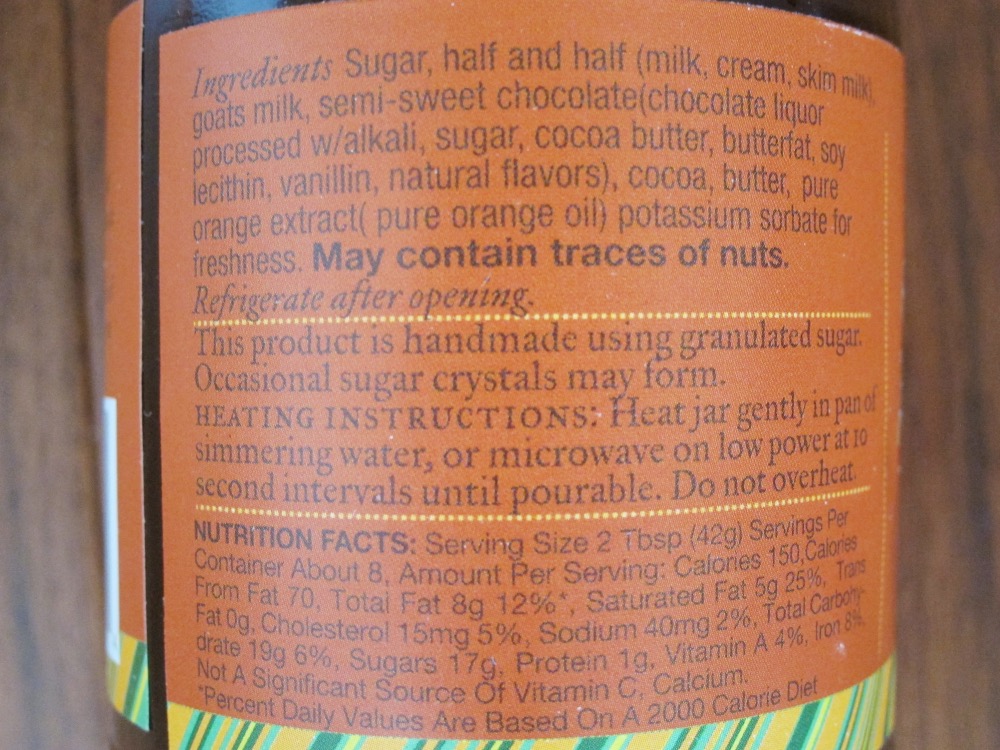 Ingredients Sugar, half and half (milk, cream, skim milk),
goats milk, semi-sweet chocolate(chocolate liquor
processed w/alkali, sugar, cocoa butter, butterfat, soy
lecithin, vanillin, natural flavors), cocoa, butter, pure
orange extract( pure orange oil) potassium sorbate for
freshness. May contain traces of nuts.
Refrigerate after opening.
This product is handmade using granulated sugar.
Occasional sugar crystals may form.
HEATING INSTRUCTIONS: Heat jar gently in pan of
simmering water, or microwave on low power at 10
second intervals until pourable. Do not overheat.
NUTRITION FACTS: Serving Size 2 Tbsp (42g) Servings Per
Container About 8, Amount Per Serving: Calories 150, Calories
From Fat 70, Total Fat 8g 12%*, Saturated Fat 5g 25%, Trans
Fat 0g, Cholesterol 15mg 5%, Sodium 40mg 2%, Total Carbohy-
drate 19g 6%, Sugars 17g, Protein 1g, Vitamin A 4%, Iron 8%,
Not A Significant Source Of Vitamin C, Calcium.
*Percent Daily Values Are Based On A 2000 Calorie Diet